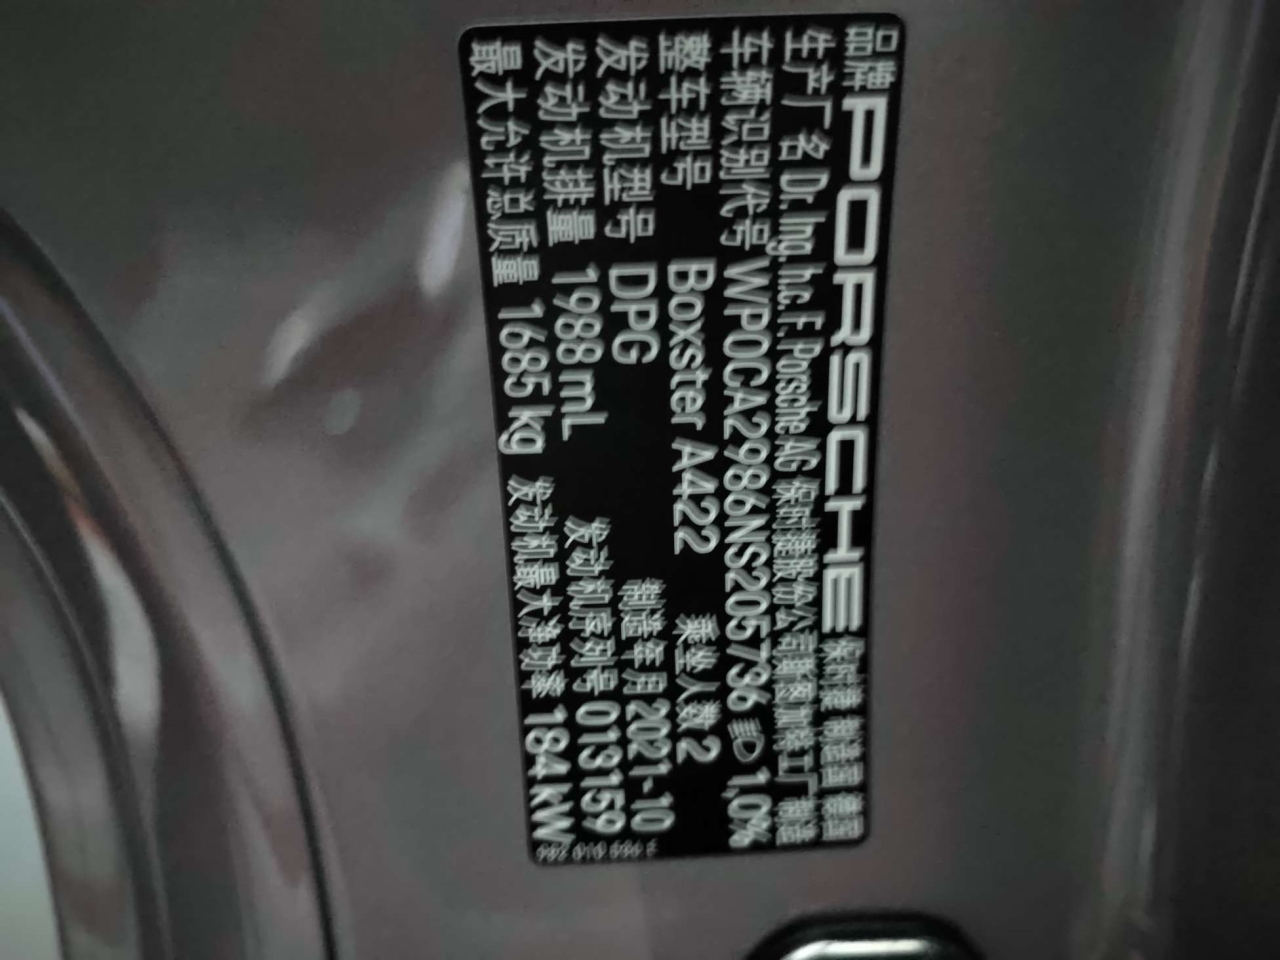 品牌 PORSCHE 保时捷 制造国 德国
生产厂名 Dr. Ing. h.c. F. Porsche AG 保时捷股份公司斯图加特工厂 制造
车辆识别代号 WP0CA2986NS205736 1,0%
整车型号 Boxster A422 乘坐人数 2
发动机型号 DPG 制造年月 2021-10
发动机排量 1988 mL 发动机序列号 013159
最大允许总质量 1685 kg 发动机最大净功率 184 kW